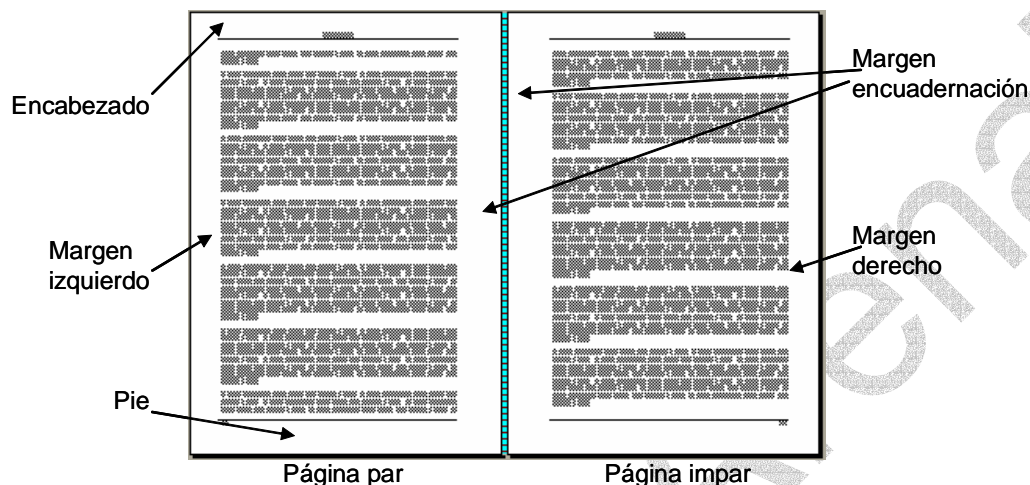 Encabezado
Margen
encuadernación
Margen
izquierdo
Margen
derecho
Pie
Página par
Página impar